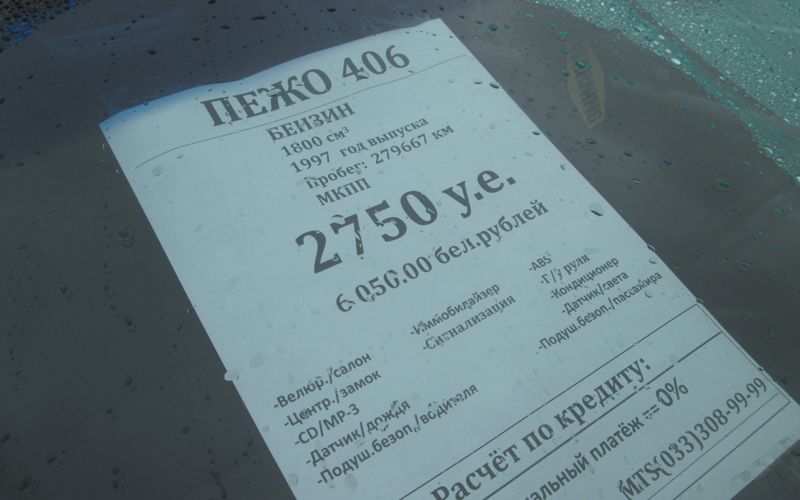 ПЕЖО 406
БЕНЗИН
1800 см³
1997 год выпуска
Пробег: 279667 км
МКПП
2750 у.е.
6 050.00 бел.рублей
-Велюр./салон
-Центр./замок
-CD/MP-3
-Датчик/дождя
-Подуш.безоп./водителя
-Иммобилайзер
-Сигнализация
-ABS
-Г/у руля
-Кондиционер
-Датчик/света
-Подуш.безоп./пассажира
Расчёт по кредиту:
платёж ==0%
MTS(033)308-99-99